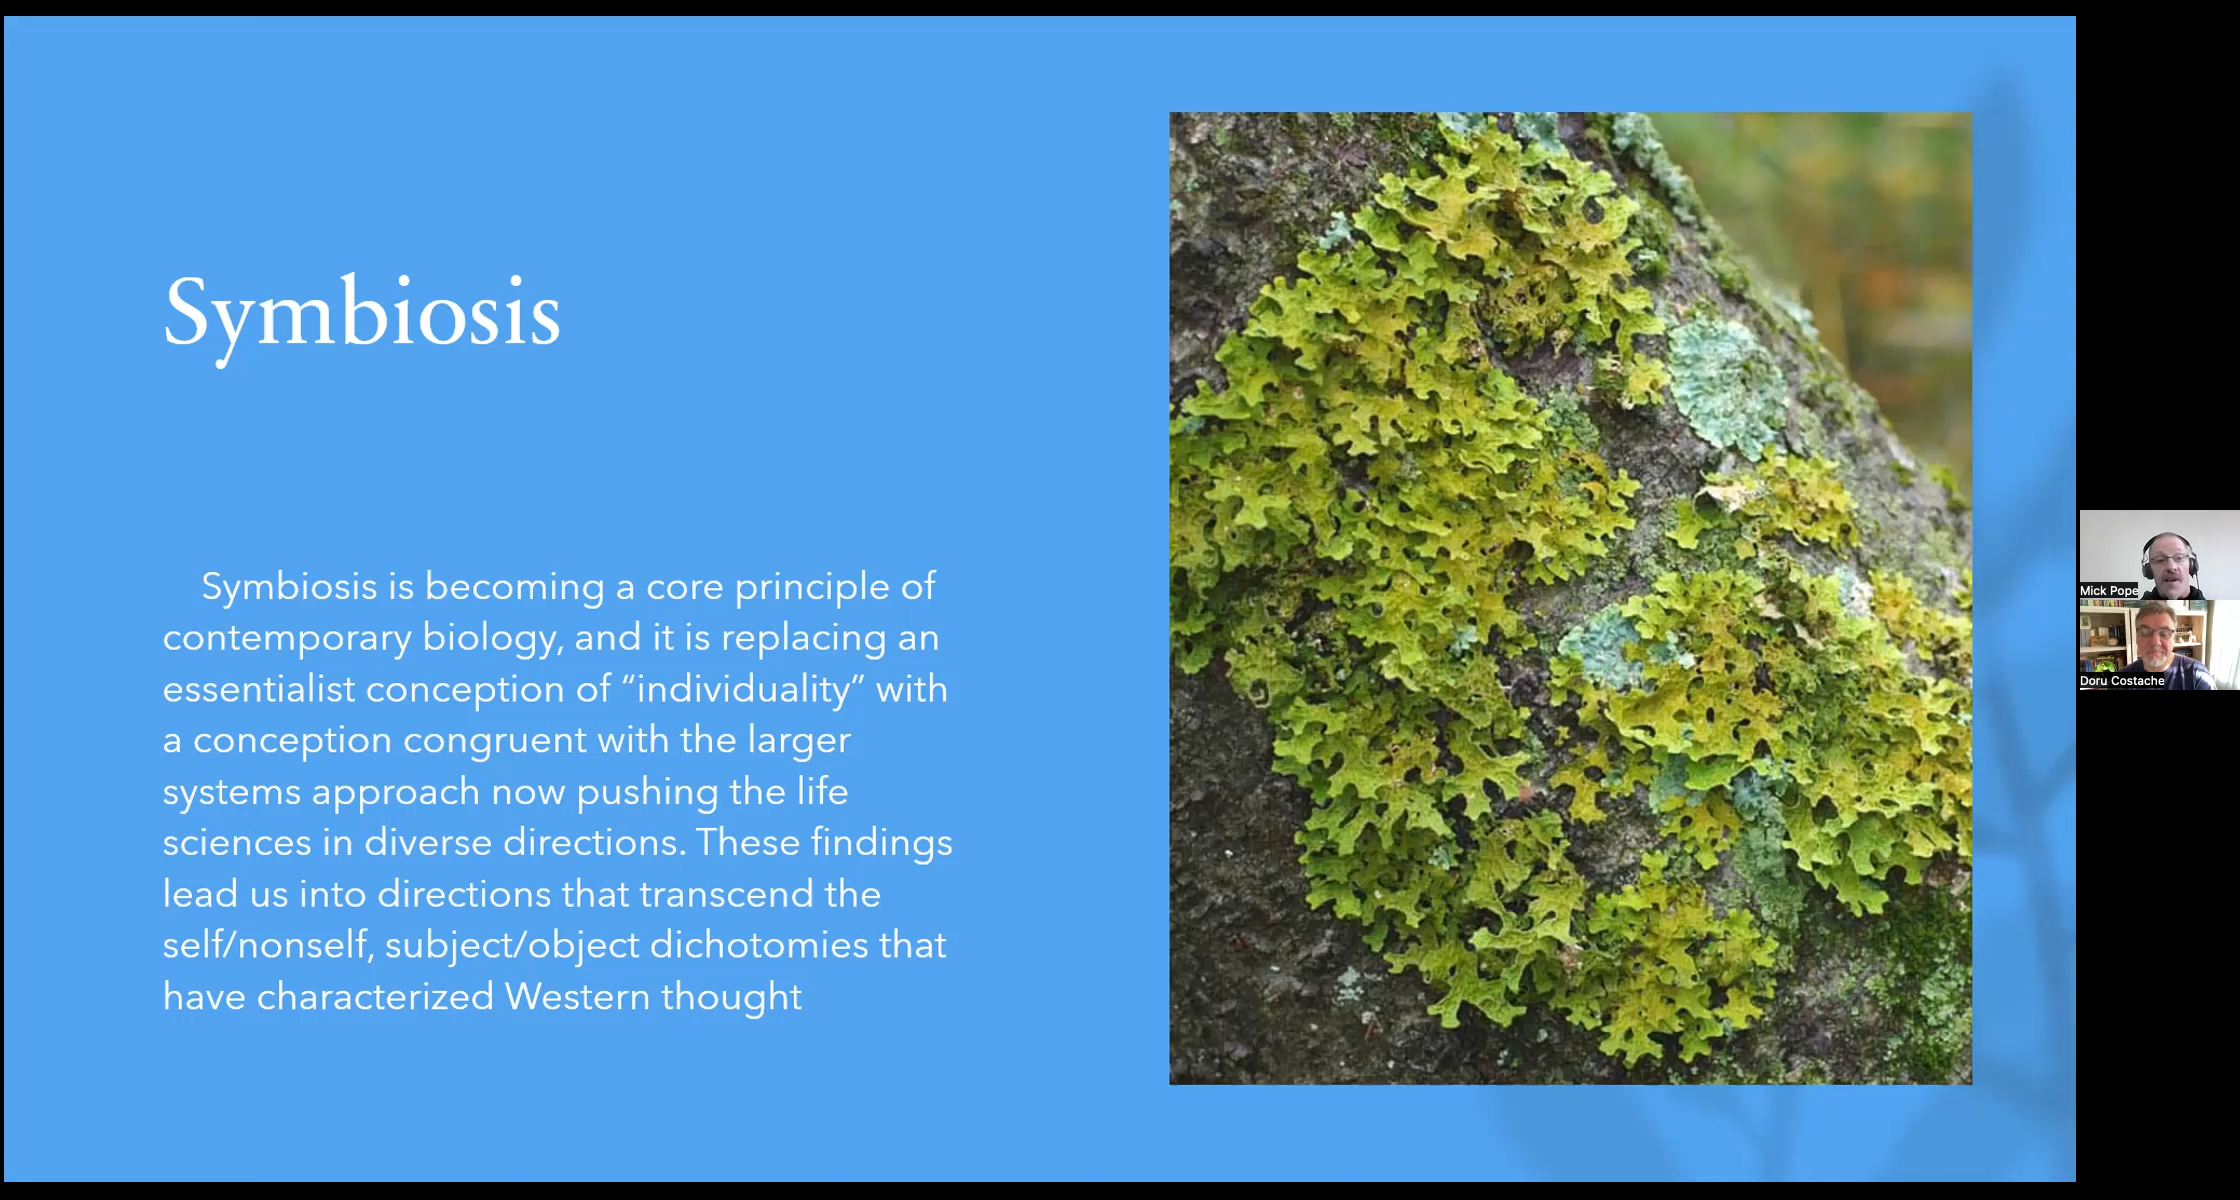 Symbiosis
Symbiosis is becoming a core principle of
contemporary biology, and it is replacing an
essentialist conception of “individuality” with
a conception congruent with the larger
systems approach now pushing the life
sciences in diverse directions. These findings
lead us into directions that transcend the
self/nonself, subject/object dichotomies that
have characterized Western thought
Mick Pope
Doru Costache